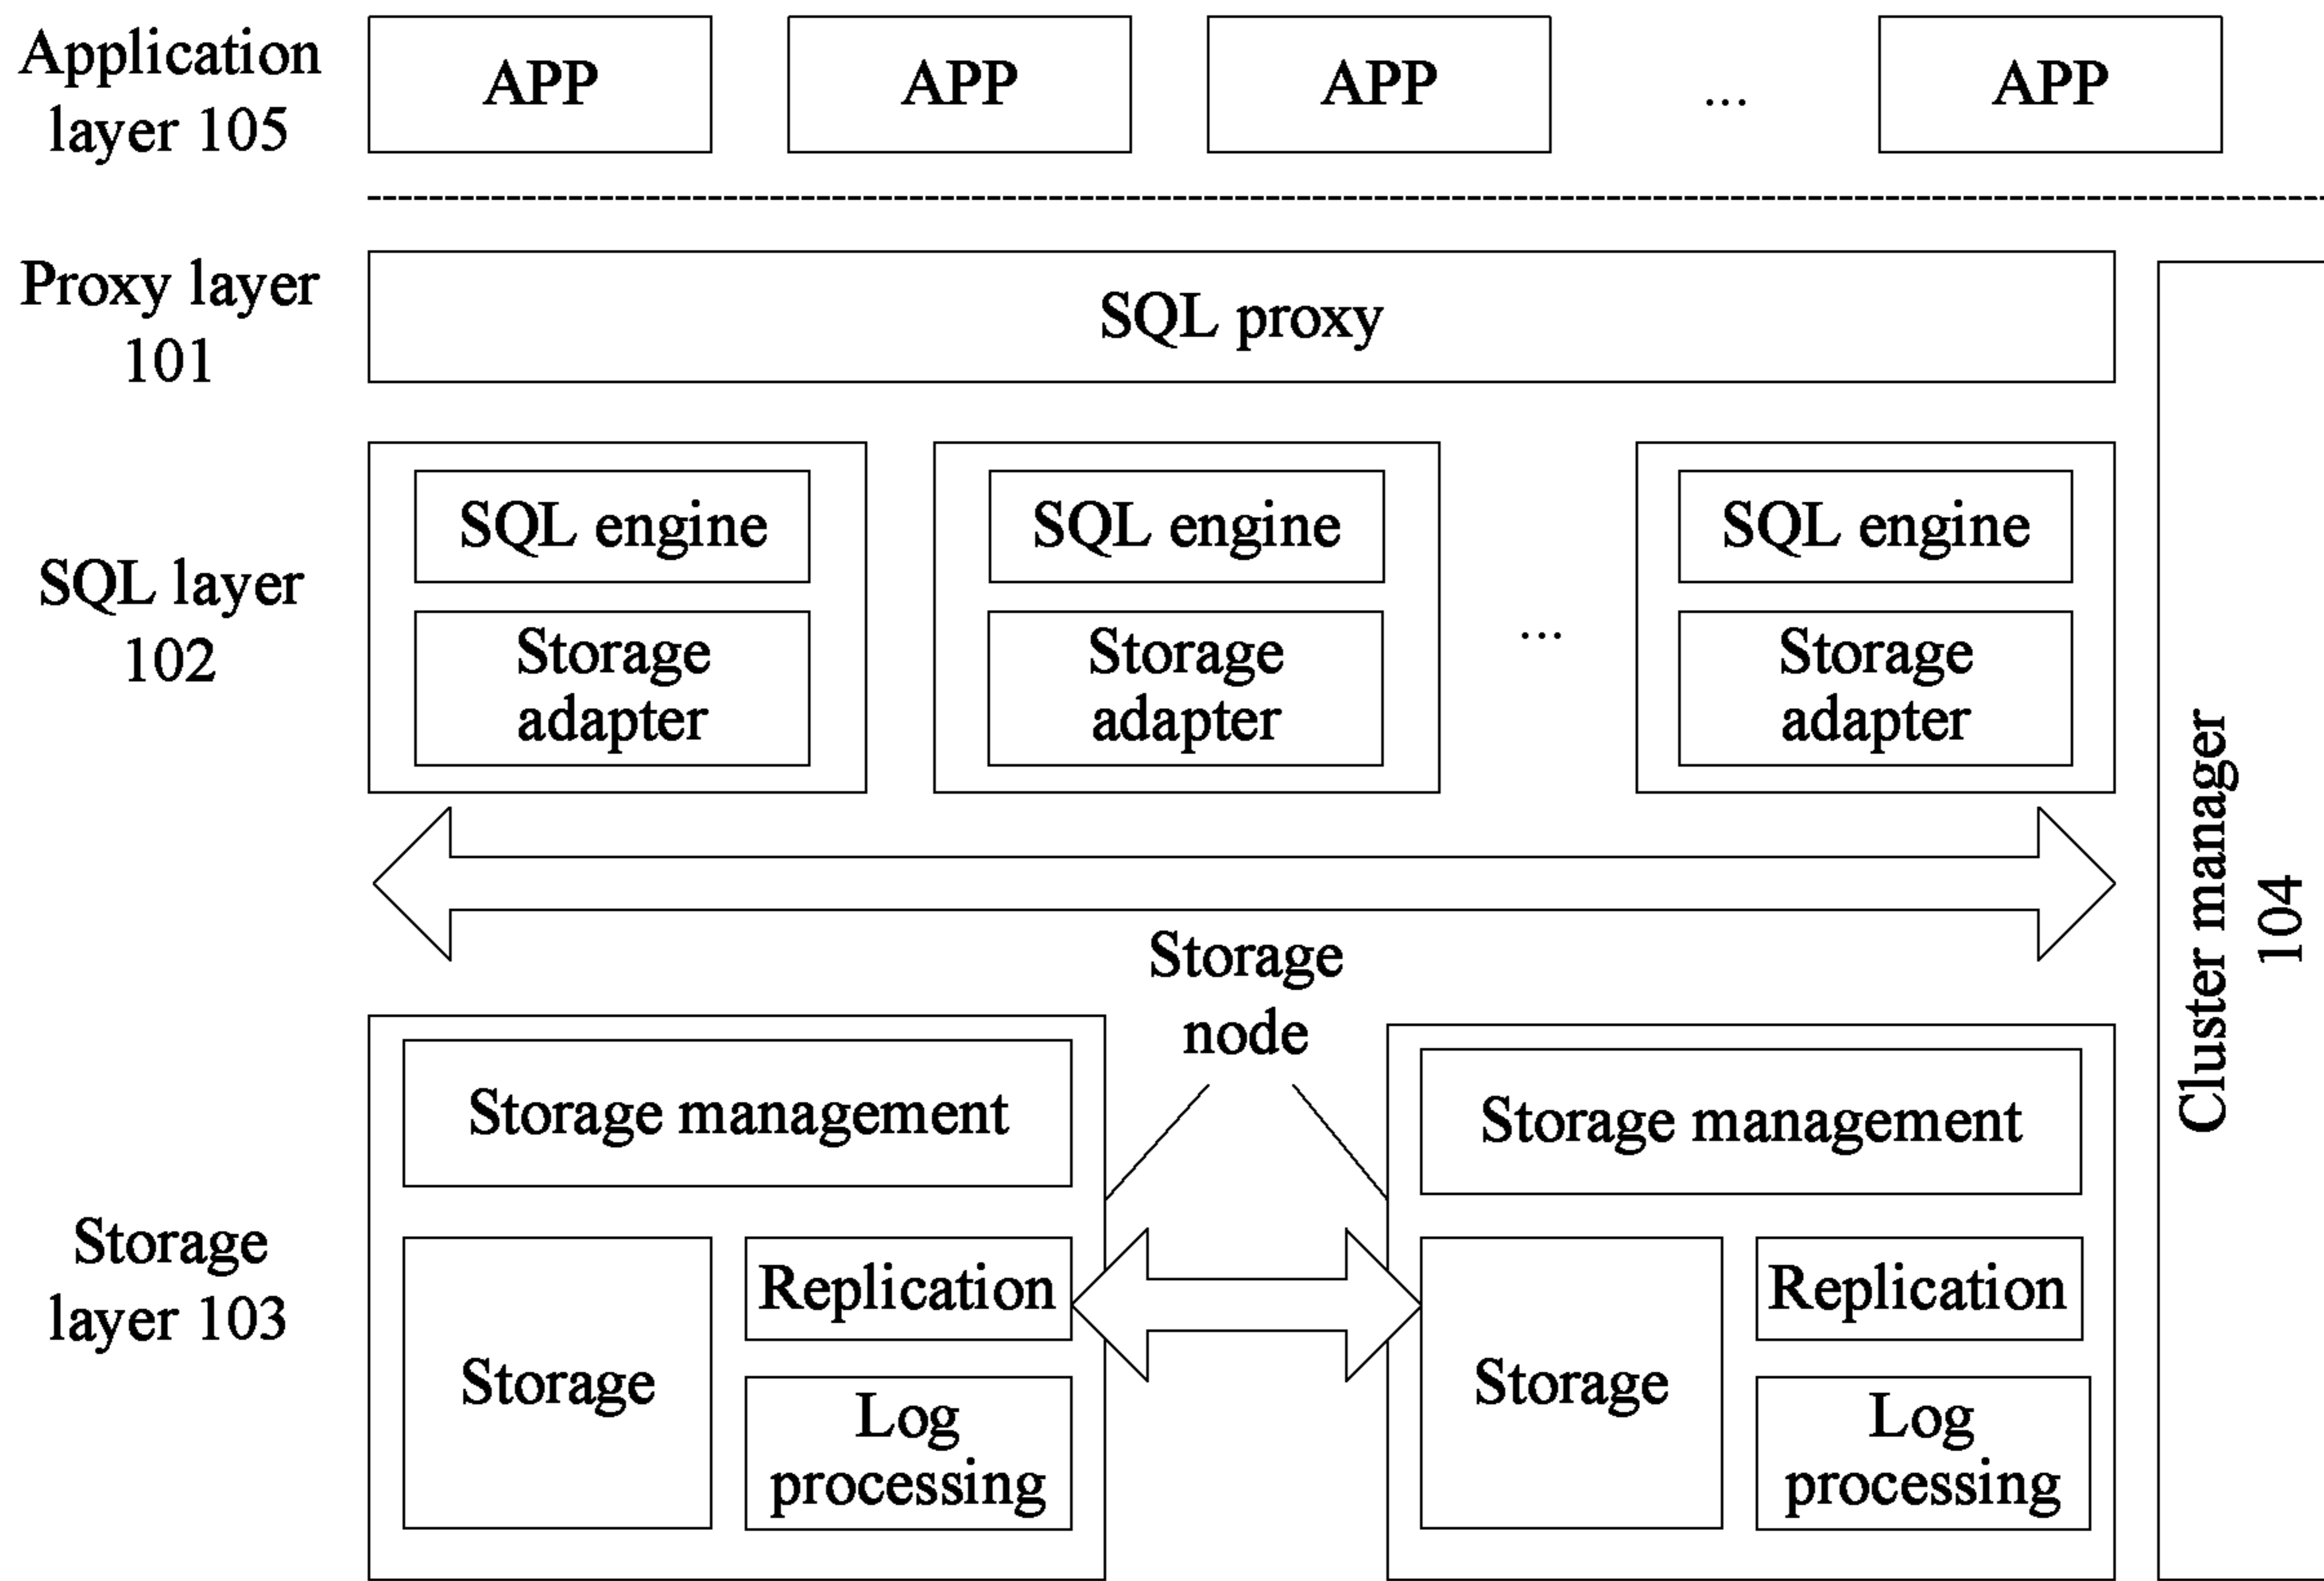 Application
layer 105
APP
APP
APP
...
APP
Proxy layer
101
SQL proxy
SQL layer
102
SQL engine
Storage
adapter
SQL engine
Storage
adapter
...
SQL engine
Storage
adapter
Cluster manager
104
Storage
node
Storage
layer 103
Storage management
Storage
Replication
Log
processing
Storage management
Storage
Replication
Log
processing